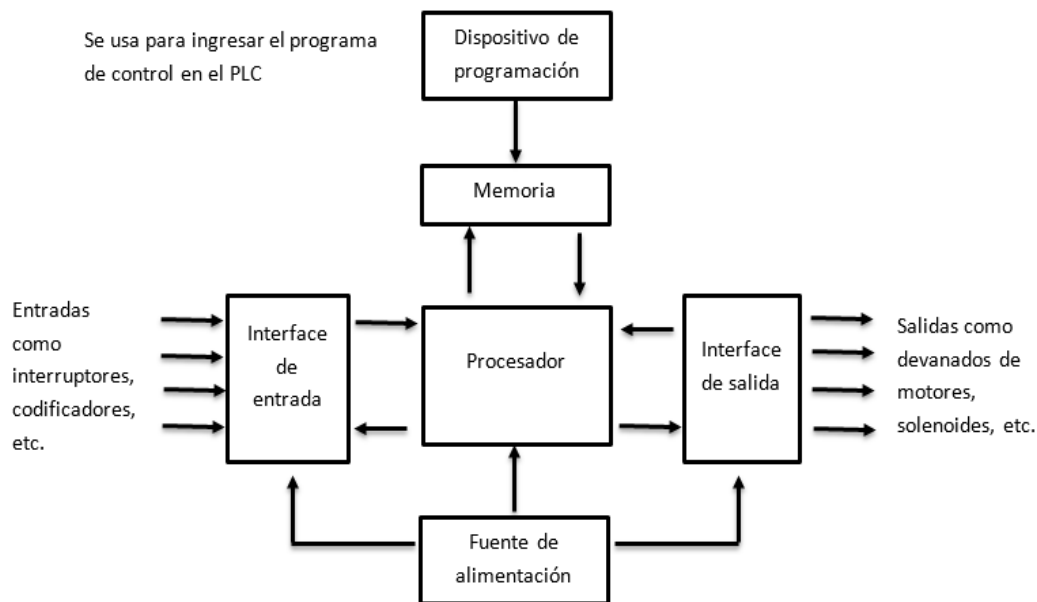 Se usa para ingresar el programa
de control en el PLC
Dispositivo de
programación
Memoria
Entradas
como
interruptores,
codificadores,
etc.
Interface
de
entrada
Procesador
Interface
de salida
Salidas como
devanados de
motores,
solenoides, etc.
Fuente de
alimentación